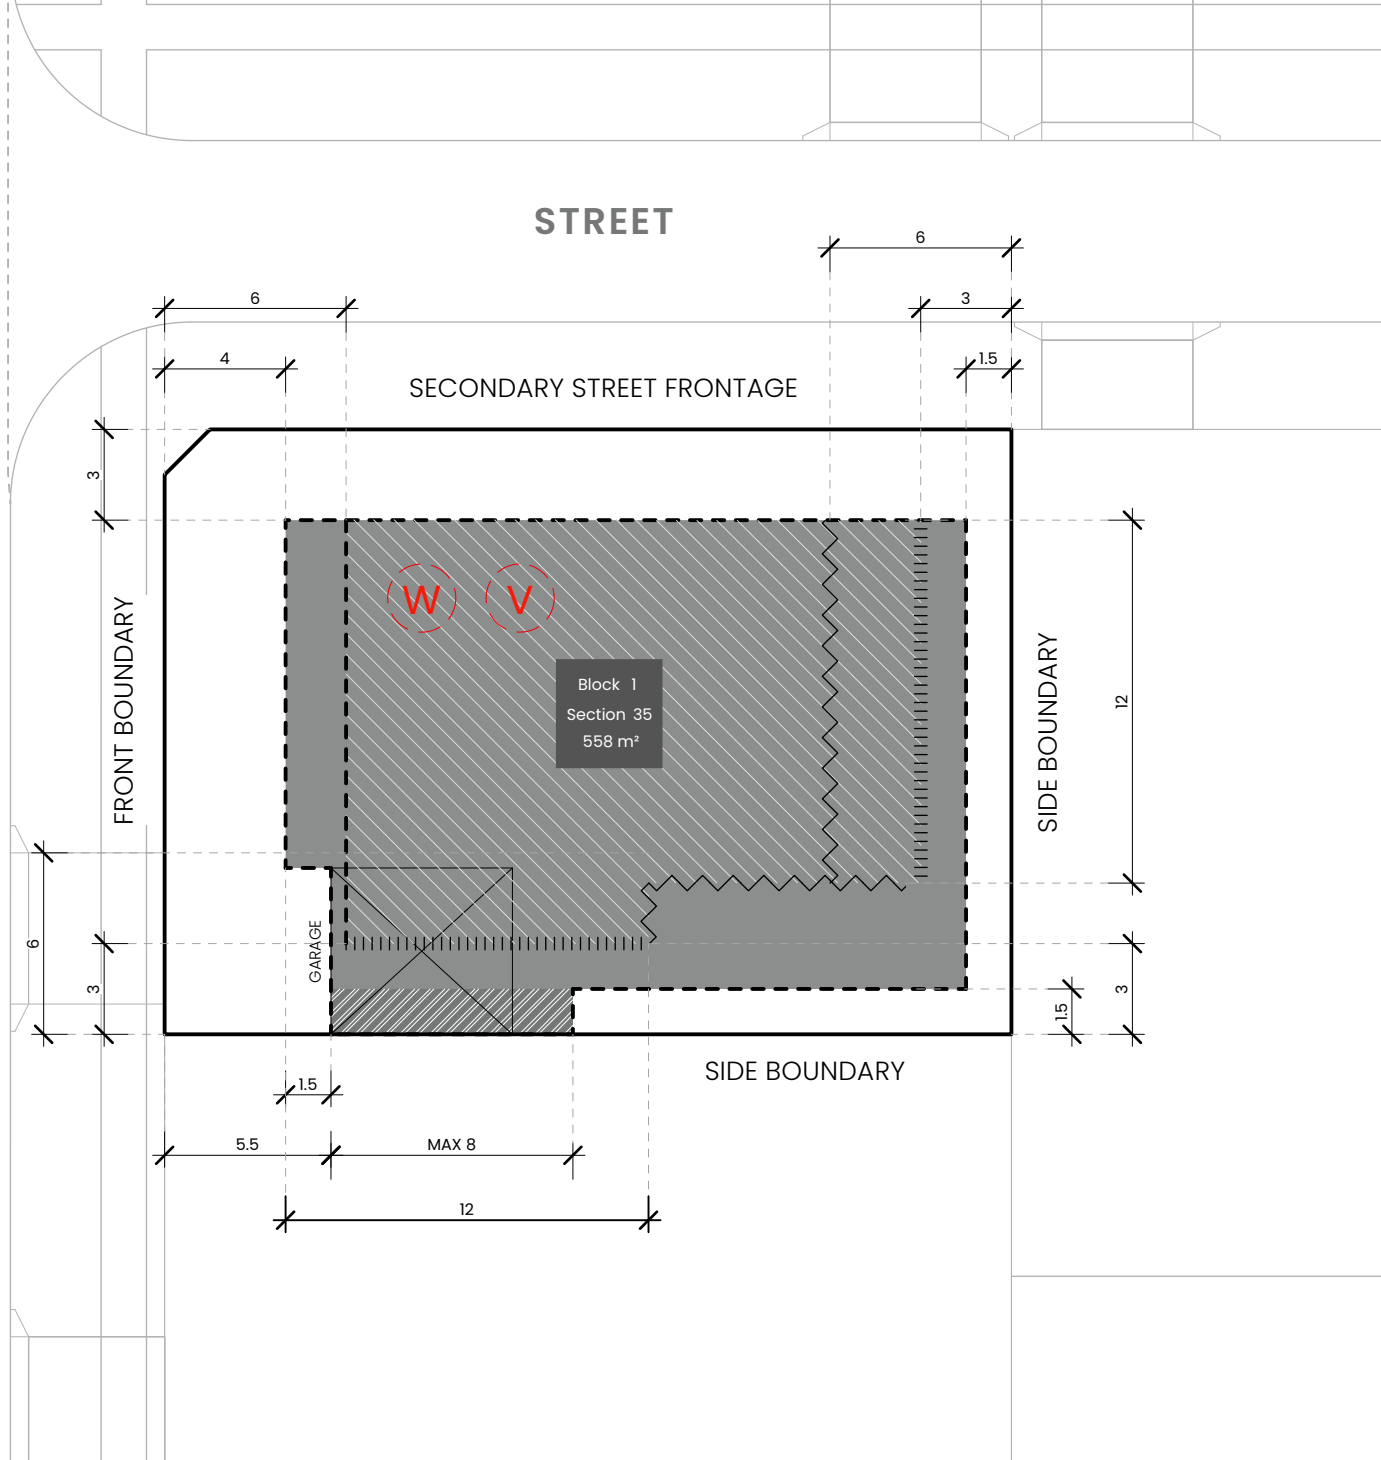 STREET
6
6
3
4
1.5
SECONDARY STREET FRONTAGE
3
W V
Block 1
Section 35
558 m²
FRONT BOUNDARY
SIDE BOUNDARY
12
GARAGE
6
3
3
1.5
SIDE BOUNDARY
1.5
5.5
MAX 8
12